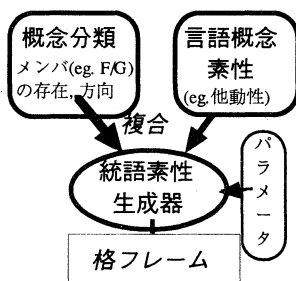 概念分類
メンバ(eg. F/G)
の存在,方向
言語概念
素性
(eg.他動性)
複合
統語素性
生成器
パラメータ
格フレーム